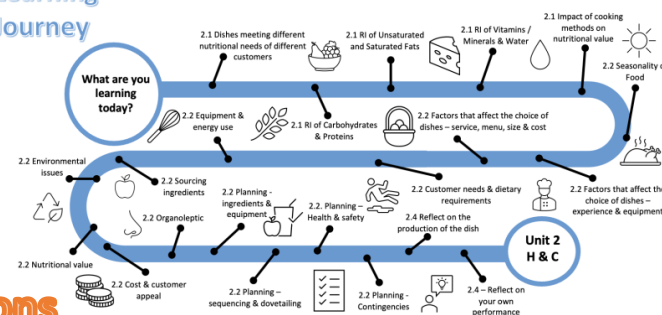 Learning
Journey
What are you
learning
today?
2.1 Dishes meeting different
nutritional needs of different
customers
2.1 RI of Carbohydrates
& Proteins
2.1 RI of Unsaturated
and Saturated Fats
2.1 RI of Vitamins /
Minerals & Water
2.1 Impact of cooking
methods on
nutritional value
2.2 Seasonality o
Food
2.2 Factors that affect the
choice of dishes –
experience & equipment
2.2 Factors that affect the choice of
dishes – service, menu, size & cost
2.2 Customer needs & dietary
requirements
2.2 Equipment &
energy use
2.2 Sourcing
ingredients
2.2 Environmental
issues
2.2 Nutritional value
2.2 Cost & customer
appeal
2.2 Organoleptic
2.2 Planning -
ingredients &
equipment
2.2 Planning –
sequencing & dovetailing
2.2. Planning –
Health & safety
2.2 Planning -
Contingencies
2.4 Reflect on the
production of the dish
2.4 – Reflect on
your own
performance
Unit 2
H & C
ons